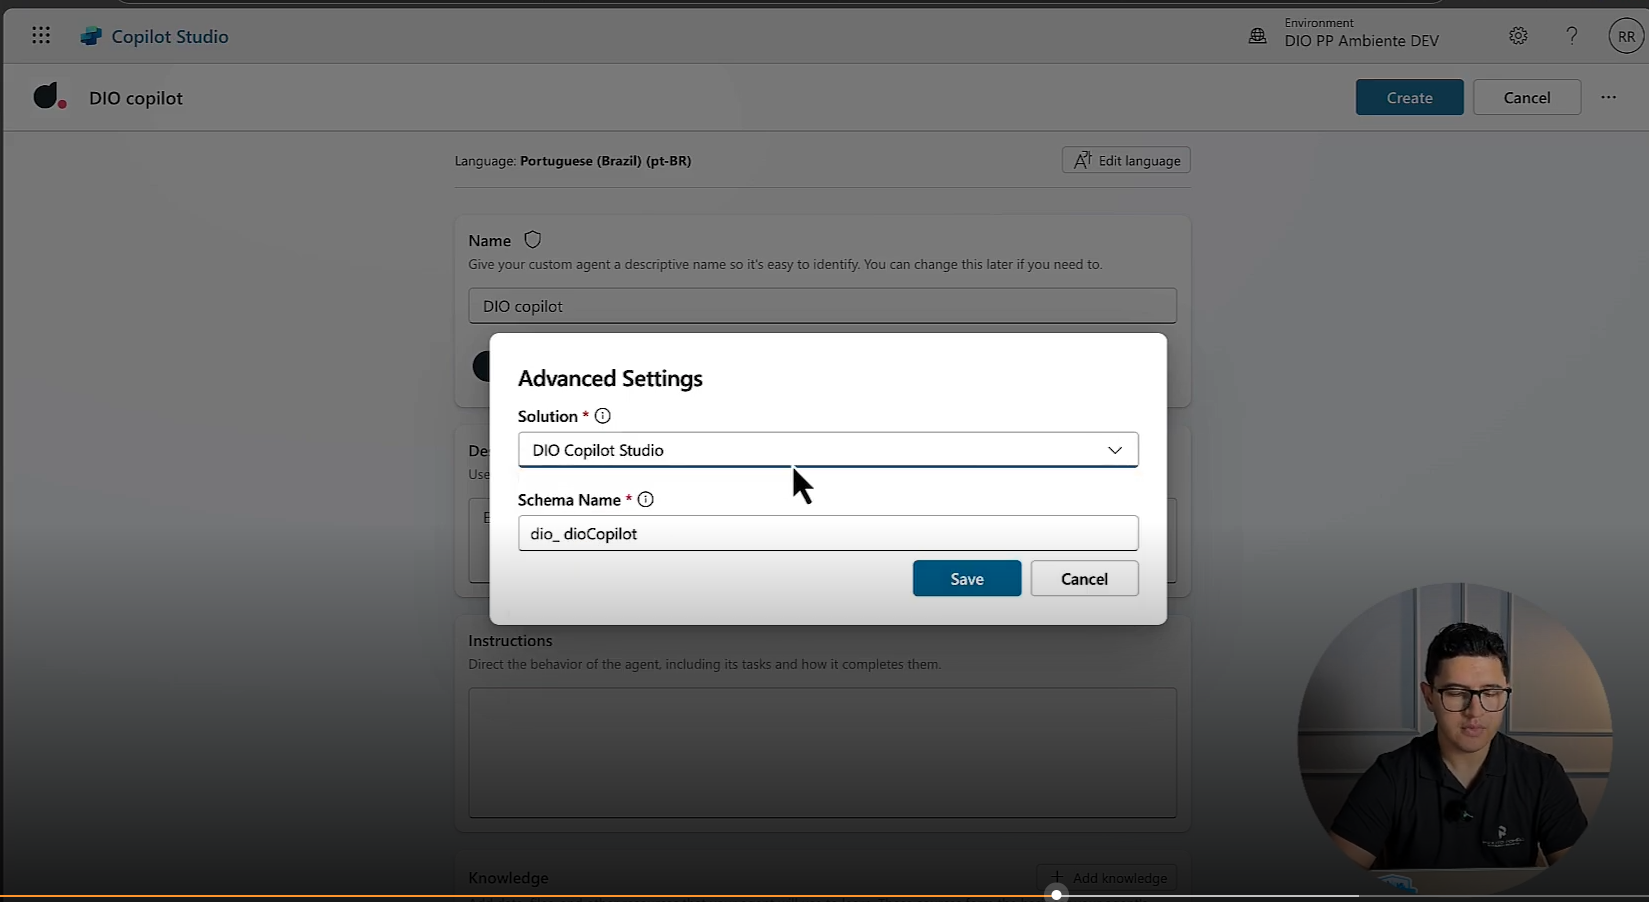 Copilot Studio
Environment
DIO PP Ambiente DEV
?
RR
DIO copilot
Create
Cancel
...
Language: Portuguese (Brazil) (pt-BR)
Edit language
Name
Give your custom agent a descriptive name so it's easy to identify. You can change this later if you need to.
DIO copilot
Advanced Settings
Solution *
DIO Copilot Studio
Des
Use
Schema Name *
E
dio_ dioCopilot
Save
Cancel
Instructions
Direct the behavior of the agent, including its tasks and how it completes them.
Knowledge
+ Add knowledge